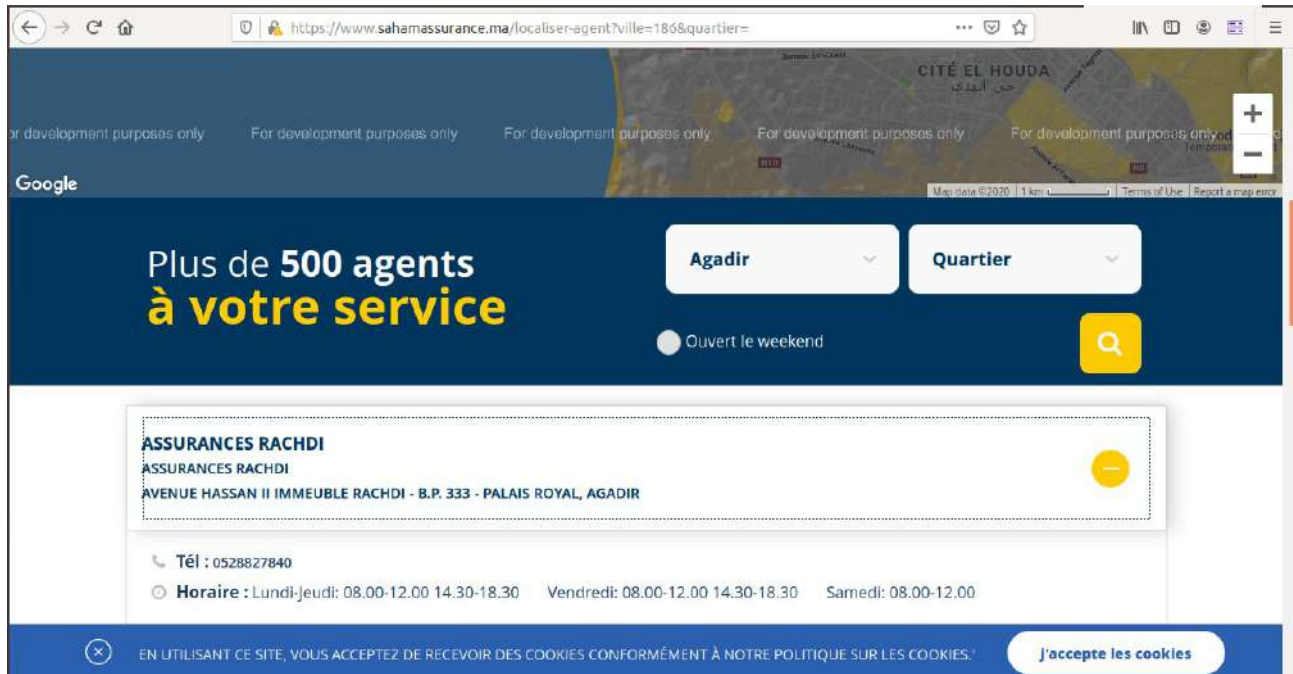 https://www.sahamassurance.ma/localiser-agent?ville=186&quartier=
CITÉ EL HOUDA
حي الهدى
or development purposes only For development purposes only For development purposes only For development purposes only For development purposes only
N10
Google
Map data ©2020 1 km Terms of Use Report a map error
Plus de 500 agents
à votre service
Agadir
Quartier
Ouvert le weekend
ASSURANCES RACHDI
ASSURANCES RACHDI
AVENUE HASSAN II IMMEUBLE RACHDI - B.P. 333 - PALAIS ROYAL, AGADIR
Tél : 0528827840
Horaire : Lundi-Jeudi: 08.00-12.00 14.30-18.30 Vendredi: 08.00-12.00 14.30-18.30 Samedi: 08.00-12.00
EN UTILISANT CE SITE, VOUS ACCEPTEZ DE RECEVOIR DES COOKIES CONFORMÉMENT À NOTRE POLITIQUE SUR LES COOKIES.'
J'accepte les cookies